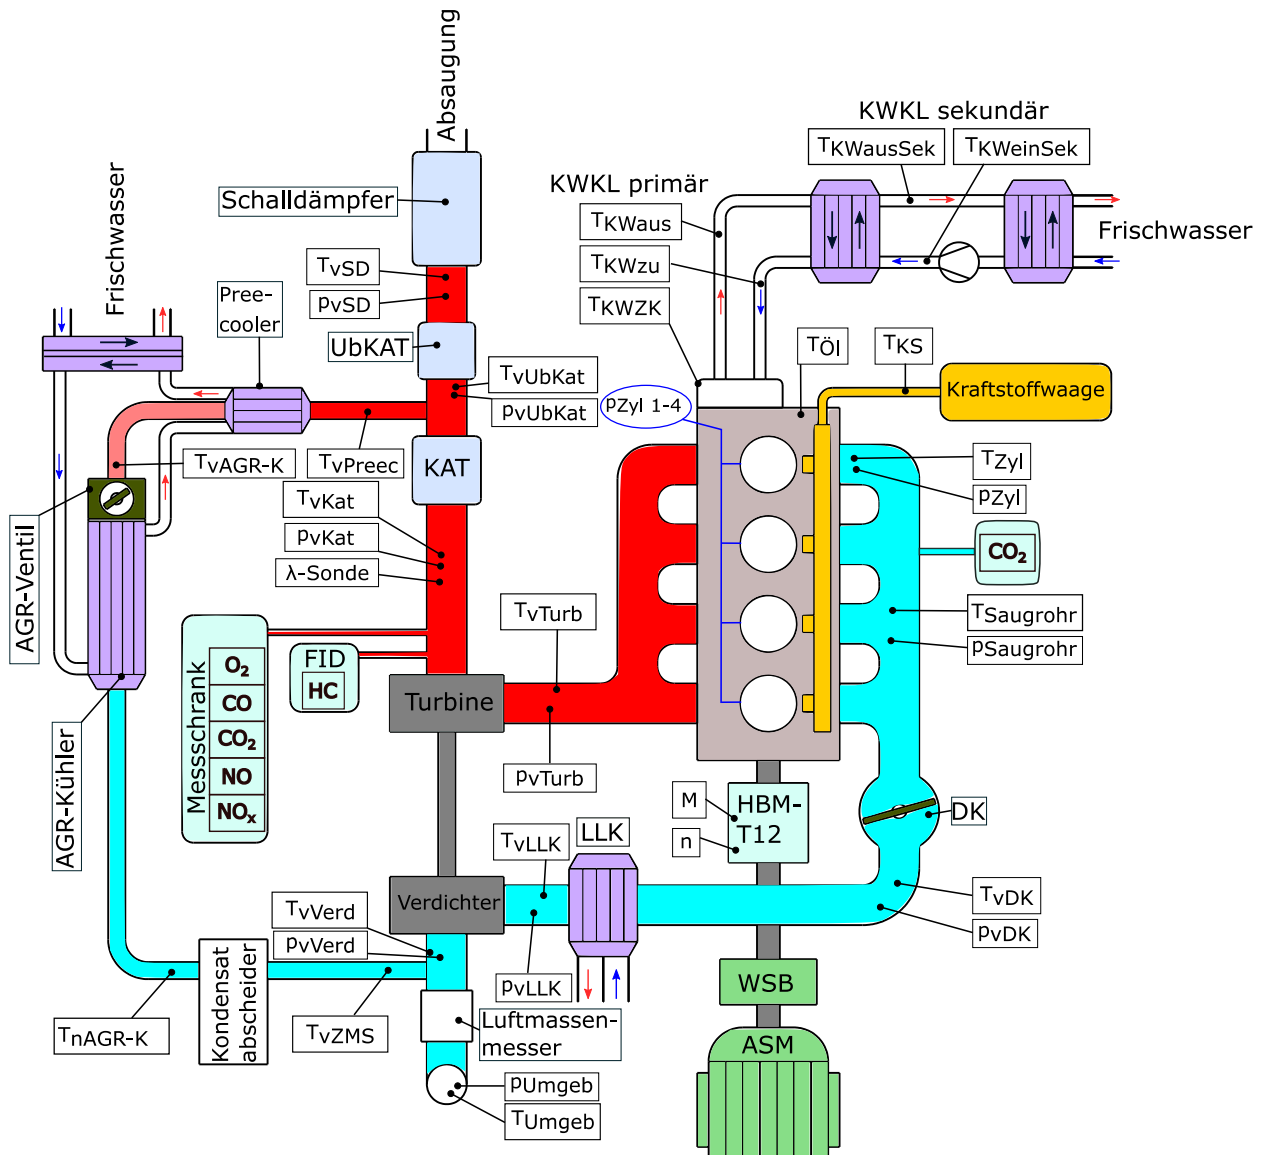 Absaugung
Schalldämpfer
TvSD
pvSD
UbKAT
TvUbKat
pvUbKat
Frischwasser
Pree-
cooler
TvAGR-K
TvPreec
KAT
TvKat
pvKat
λ-Sonde
AGR-Ventil
AGR-Kühler
Messschrank
O₂
CO
CO₂
NO
NOₓ
FID
HC
Turbine
TvTurb
pvTurb
Verdichter
TvVerd
pvVerd
TvLLK
pvLLK
LLK
TnAGR-K
Kondensat
abscheider
TvZMS
Luftmassen-
messer
pUmgeb
TUmgeb
KWKL primär
TKWaus
TKWzu
TKWZK
KWKL sekundär
TKWausSek
TKWeinSek
Frischwasser
TÖl
TKS
Kraftstoffwaage
pZyl 1-4
TZyl
pZyl
CO₂
TSaugrohr
pSaugrohr
DK
TvDK
pvDK
M
n
HBM-
T12
WSB
ASM